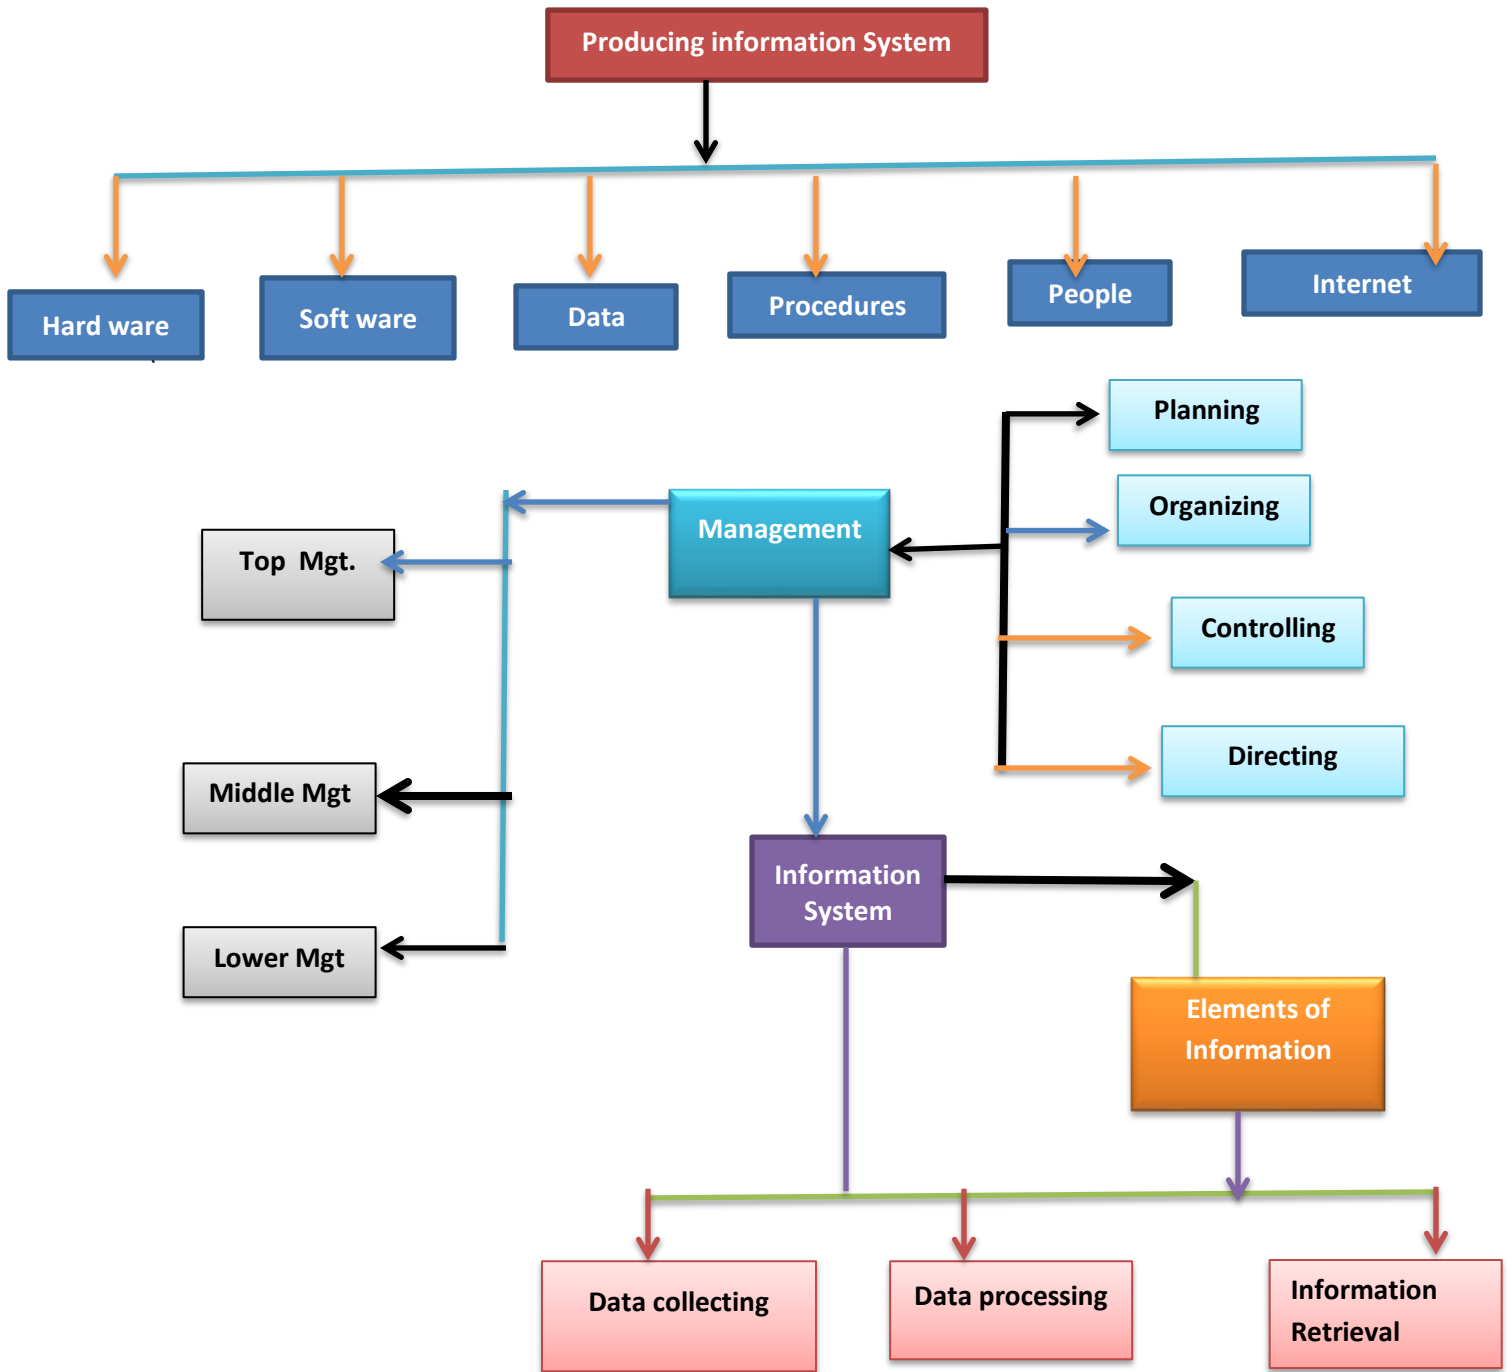 Producing information System
Hard ware
Soft ware
Data
Procedures
People
Internet
Planning
Organizing
Management
Top Mgt.
Controlling
Directing
Middle Mgt
Information
System
Lower Mgt
Elements of
Information
Data collecting
Data processing
Information
Retrieval